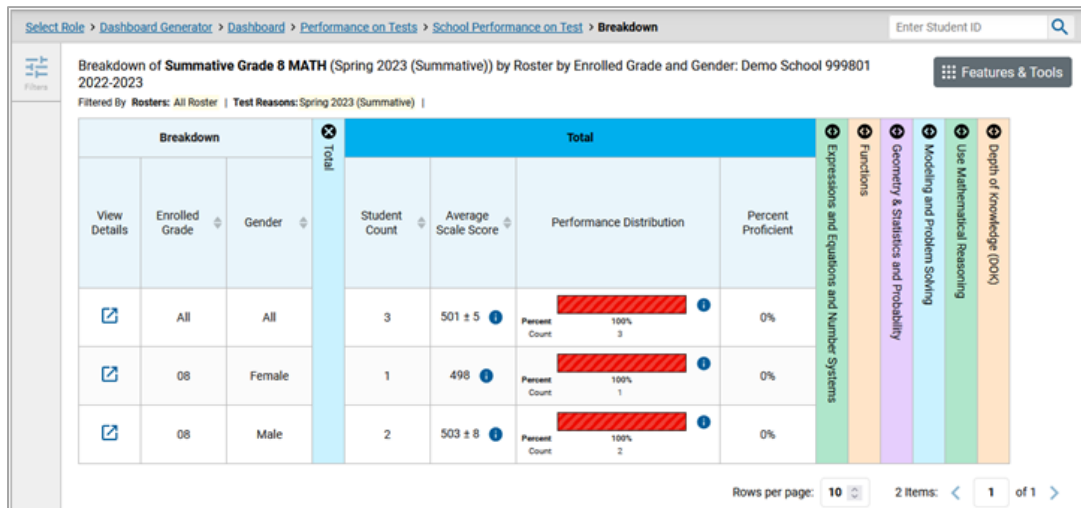 Select Role > Dashboard Generator > Dashboard > Performance on Tests > School Performance on Test > Breakdown
Enter Student ID
Filters
Breakdown of Summative Grade 8 MATH (Spring 2023 (Summative)) by Roster by Enrolled Grade and Gender: Demo School 999801
2022-2023
Features & Tools
Filtered By Rosters: All Roster | Test Reasons: Spring 2023 (Summative) |
Breakdown
Total
Total
Expressions and Equations and Number Systems
Functions
Geometry & Statistics and Probability
Modeling and Problem Solving
Use Mathematical Reasoning
Depth of Knowledge (DOK)
View Details
Enrolled Grade
Gender
Student Count
Average Scale Score
Performance Distribution
Percent Proficient
All All 3 501 ± 5 0%
Percent 100%
Count 3
08 Female 1 498 0%
Percent 100%
Count 1
08 Male 2 503 ± 8 0%
Percent 100%
Count 2
Rows per page: 10 2 Items: < 1 of 1 >